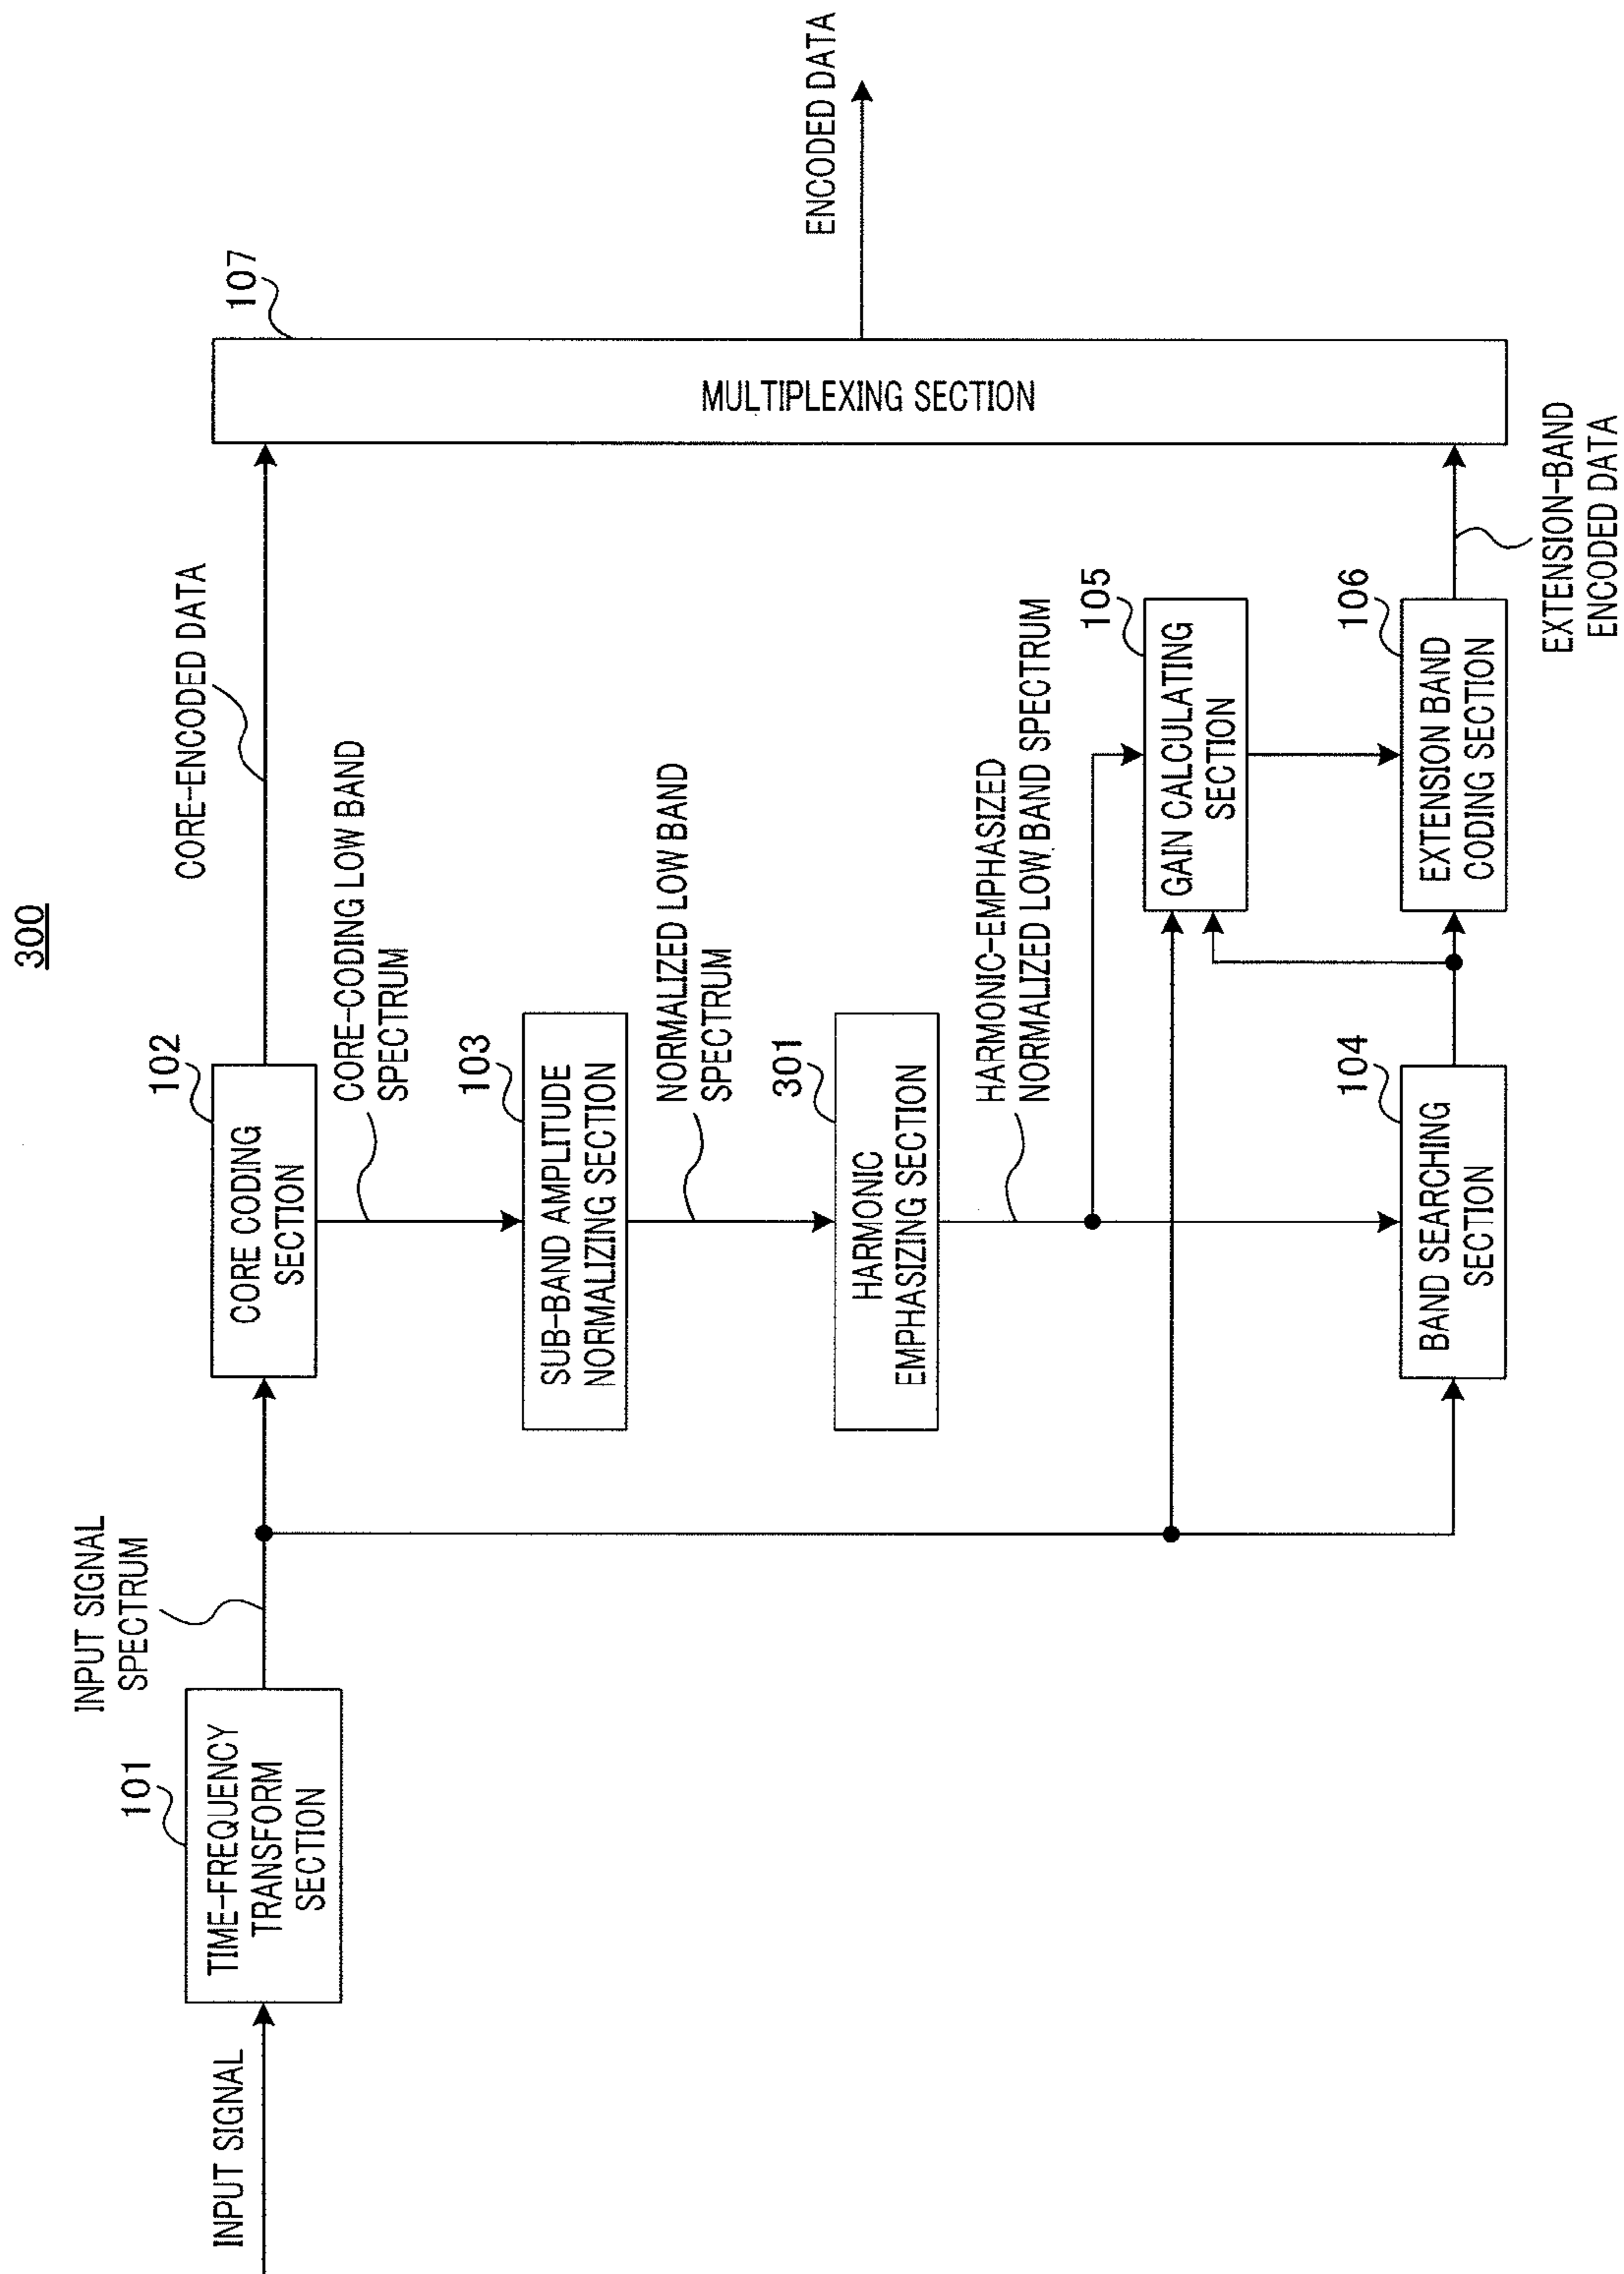 300
INPUT SIGNAL
101
TIME-FREQUENCY
TRANSFORM
SECTION
INPUT SIGNAL
SPECTRUM
102
CORE CODING
SECTION
CORE-ENCODED DATA
CORE-CODING LOW BAND
SPECTRUM
103
SUB-BAND AMPLITUDE
NORMALIZING SECTION
NORMALIZED LOW BAND
SPECTRUM
301
HARMONIC
EMPHASIZING SECTION
HARMONIC-EMPHASIZED
NORMALIZED LOW BAND SPECTRUM
104
BAND SEARCHING
SECTION
105
GAIN CALCULATING
SECTION
106
EXTENSION BAND
CODING SECTION
EXTENSION-BAND
ENCODED DATA
107
MULTIPLEXING SECTION
ENCODED DATA